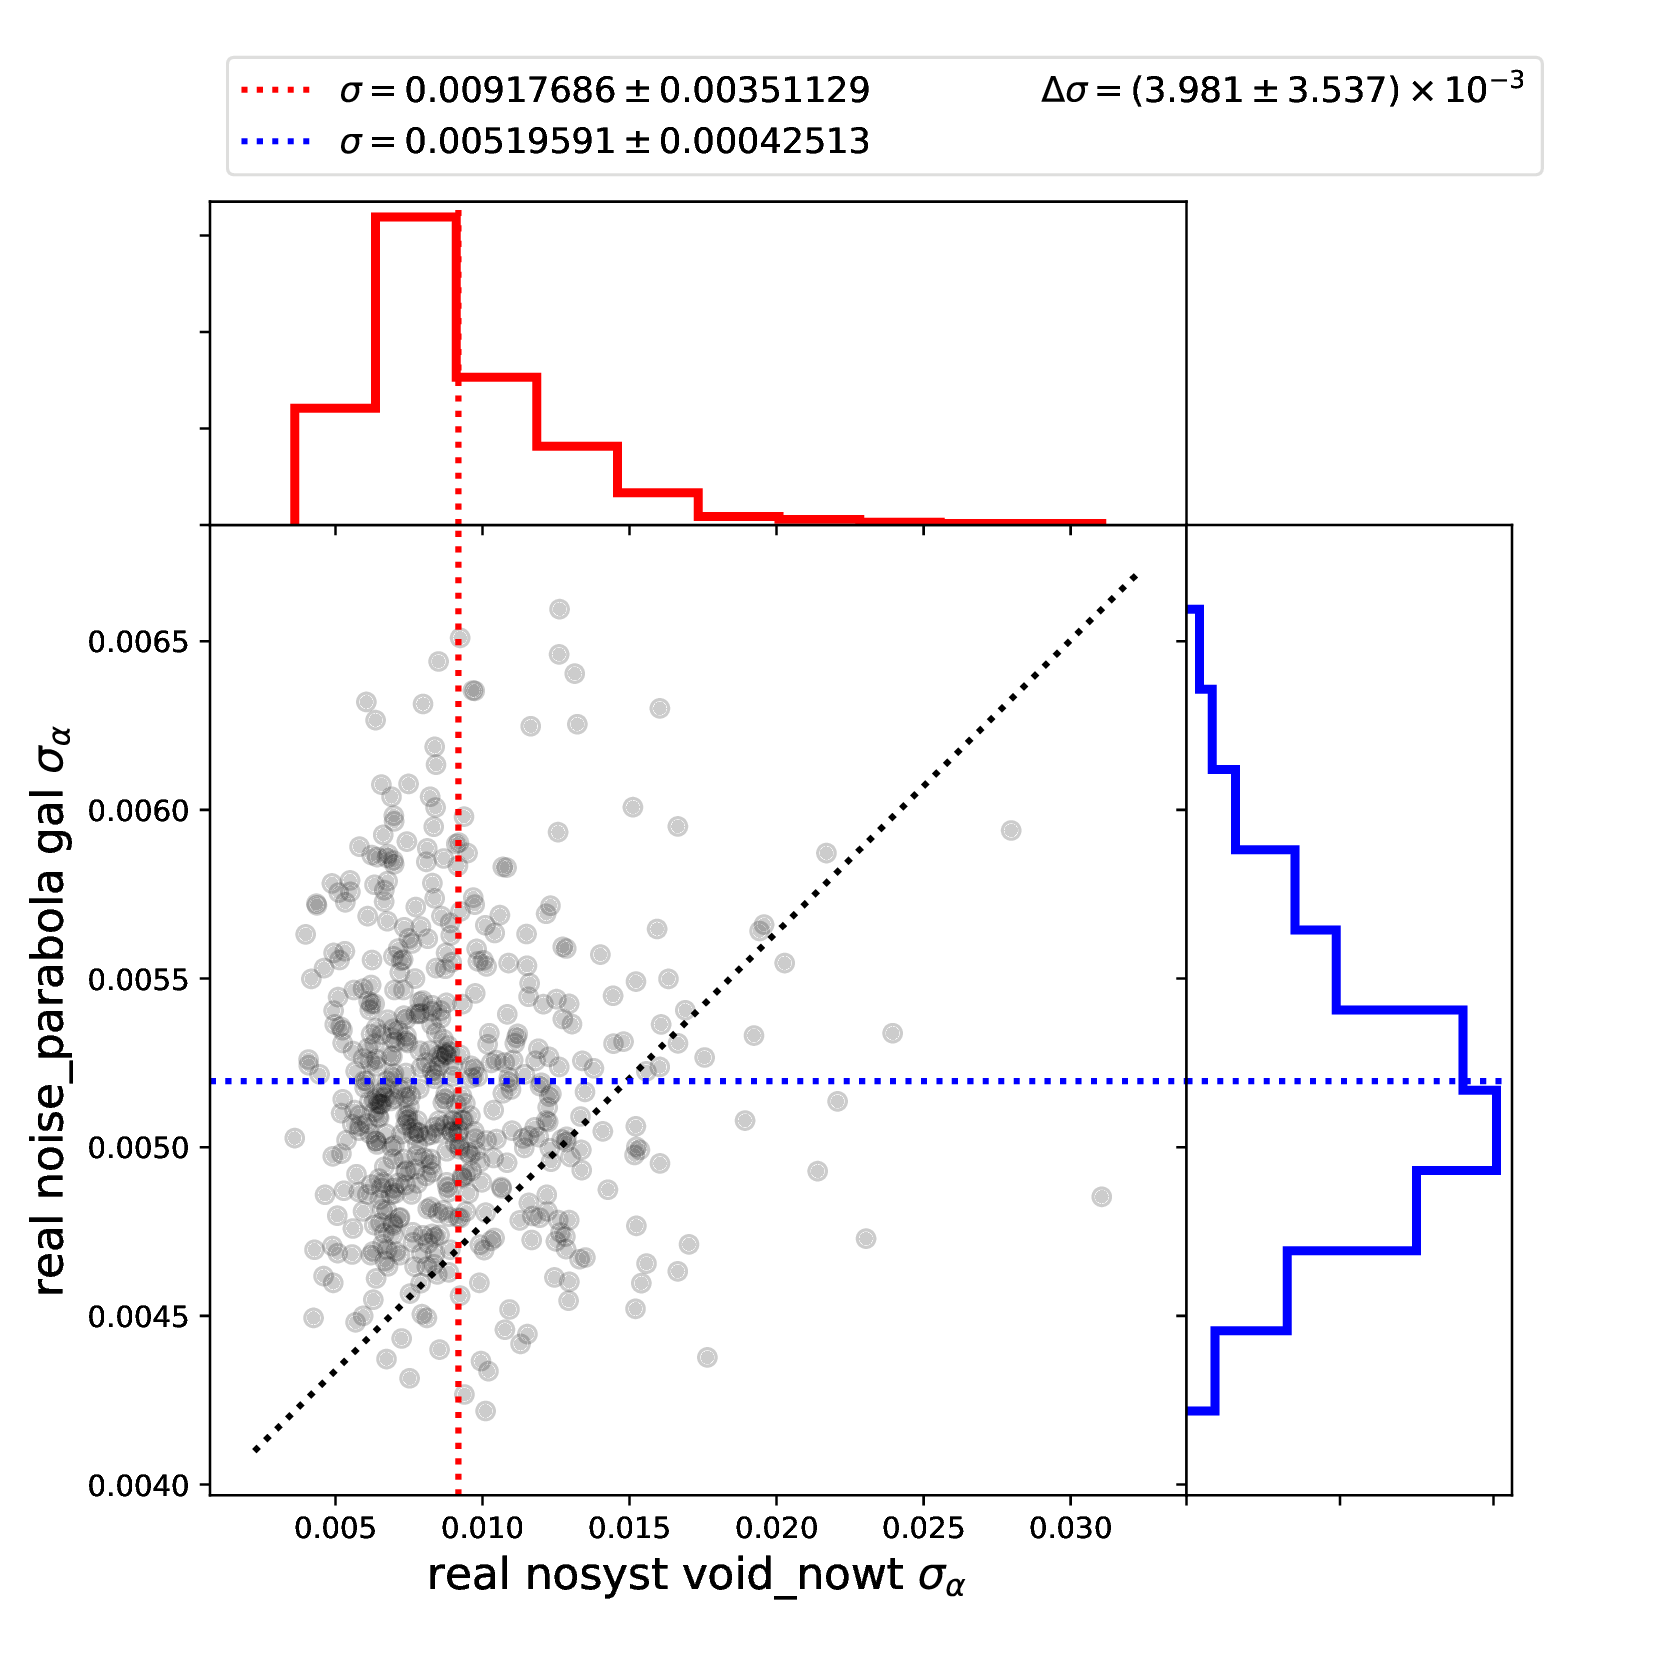 σ = 0.00917686 ± 0.00351129
σ = 0.00519591 ± 0.00042513
Δσ = (3.981 ± 3.537) × 10⁻³
0.0065
0.0060
0.0055
0.0050
0.0045
0.0040
real noise_parabola gal σ_α
0.005 0.010 0.015 0.020 0.025 0.030
real nosyst void_nowt σ_α